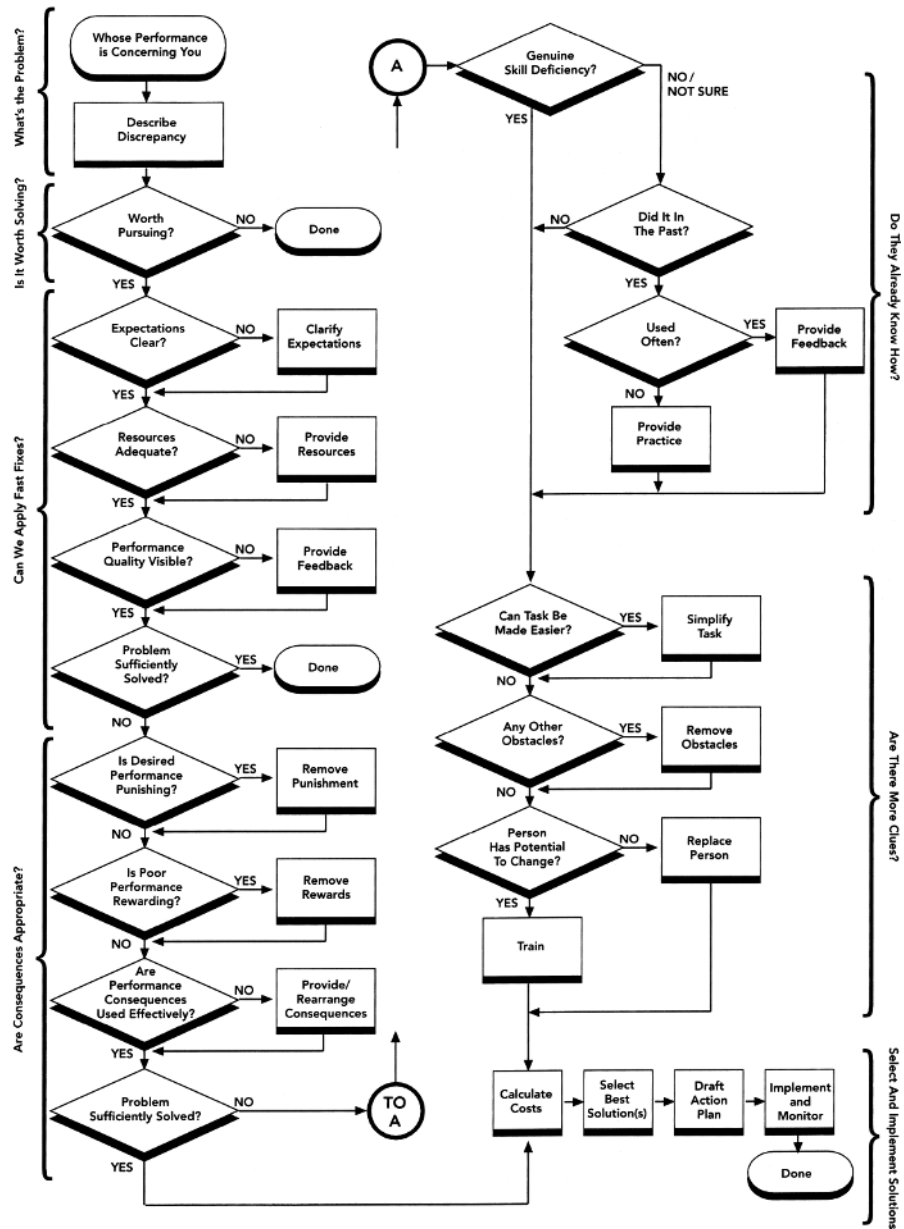 What's the Problem?
Whose Performance
is Concerning You
Describe
Discrepancy
Is It Worth Solving?
Worth
Pursuing?
NO
Done
YES
Can We Apply Fast Fixes?
Expectations
Clear?
NO
Clarify
Expectations
YES
Resources
Adequate?
NO
Provide
Resources
YES
Performance
Quality Visible?
NO
Provide
Feedback
YES
Problem
Sufficiently
Solved?
YES
Done
NO
Are Consequences Appropriate?
Is Desired
Performance
Punishing?
YES
Remove
Punishment
NO
Is Poor
Performance
Rewarding?
YES
Remove
Rewards
NO
Are
Performance
Consequences
Used Effectively?
NO
Provide/
Rearrange
Consequences
YES
Problem
Sufficiently Solved?
NO
TO
A
YES
A
Genuine
Skill Deficiency?
NO /
NOT SURE
YES
Do They Already Know How?
Did It In
The Past?
NO
YES
Used
Often?
YES
Provide
Feedback
NO
Provide
Practice
Are There More Clues?
Can Task Be
Made Easier?
YES
Simplify
Task
NO
Any Other
Obstacles?
YES
Remove
Obstacles
NO
Person
Has Potential
To Change?
NO
Replace
Person
YES
Train
Select And Implement Solutions
Calculate
Costs
Select
Best
Solution(s)
Draft
Action
Plan
Implement
and
Monitor
Done